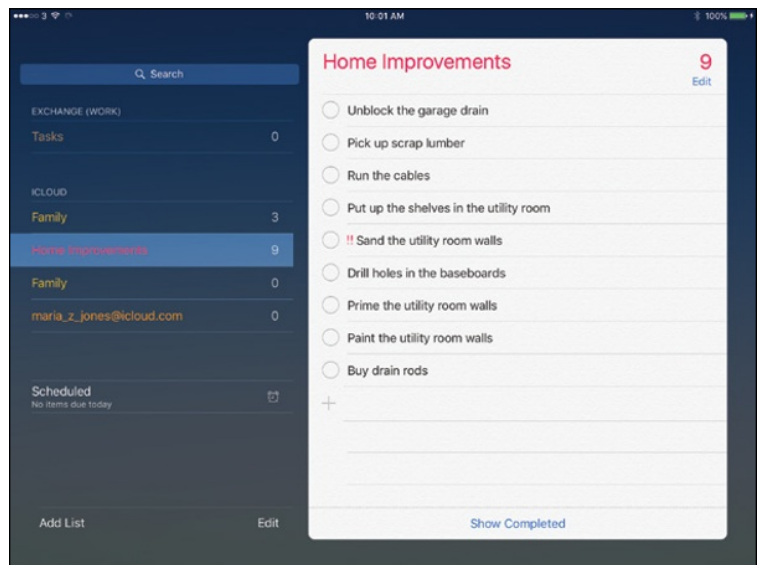 3 10:01 AM 100%
Search
EXCHANGE (WORK)
Tasks 0
ICLOUD
Family 3
Home Improvements 9
Family 0
maria_z_jones@icloud.com 0
Scheduled
No items due today
Add List Edit
Home Improvements 9
Edit
Unblock the garage drain
Pick up scrap lumber
Run the cables
Put up the shelves in the utility room
!! Sand the utility room walls
Drill holes in the baseboards
Prime the utility room walls
Paint the utility room walls
Buy drain rods
Show Completed